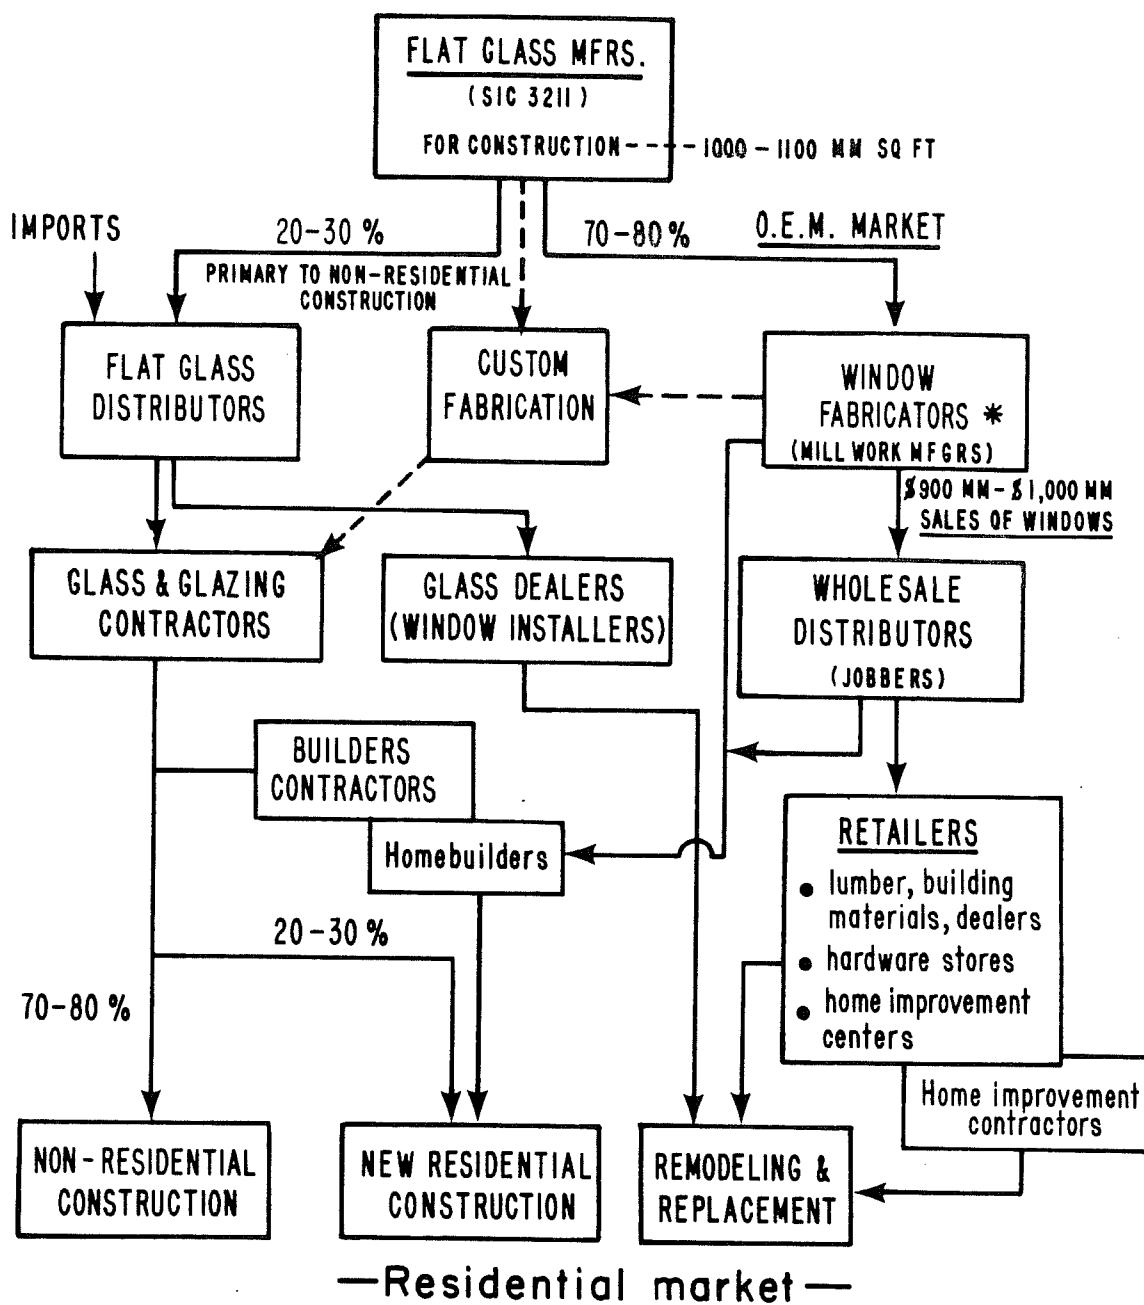 FLAT GLASS MFRS.
(SIC 3211)
FOR CONSTRUCTION 1000-1100 MM SQ FT
IMPORTS
20-30 %
70-80%
O.E.M. MARKET
PRIMARY TO NON-RESIDENTIAL
CONSTRUCTION
FLAT GLASS
DISTRIBUTORS
CUSTOM
FABRICATION
WINDOW
FABRICATORS *
(MILL WORK MFGRS)
$900 MM-$1,000 MM
SALES OF WINDOWS
GLASS & GLAZING
CONTRACTORS
GLASS DEALERS
(WINDOW INSTALLERS)
WHOLESALE
DISTRIBUTORS
(JOBBERS)
BUILDERS
CONTRACTORS
Homebuilders
RETAILERS
• lumber, building
materials, dealers
• hardware stores
• home improvement
centers
20-30 %
70-80 %
Home improvement
contractors
NON-RESIDENTIAL
CONSTRUCTION
NEW RESIDENTIAL
CONSTRUCTION
REMODELING &
REPLACEMENT
—Residential market—